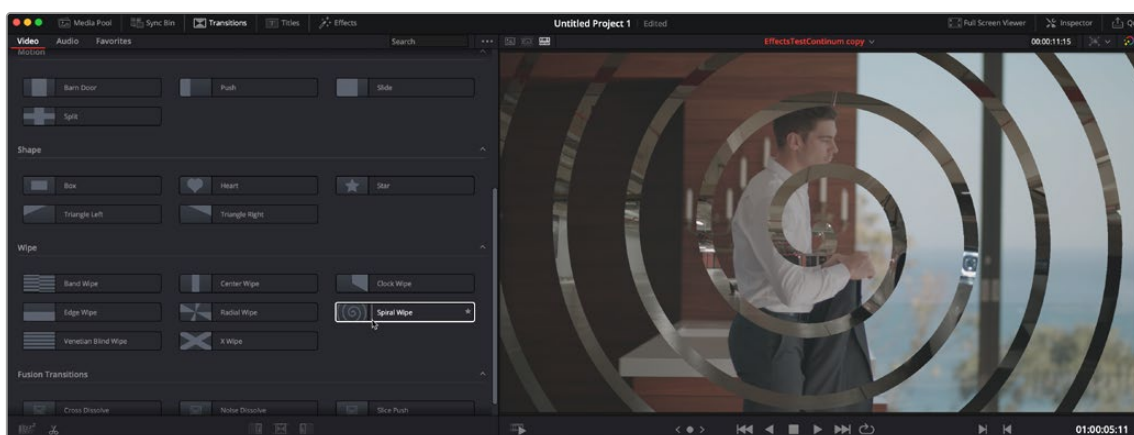 Media Pool Sync Bin Transitions Titles Effects Untitled Project 1 Edited Full Screen Viewer Inspector
Video Audio Favorites Search ••• EffectsTestContinum copy 00:00:11:15
Motion
Barn Door Push Slide
Split
Shape
Box Heart Star
Triangle Left Triangle Right
Wipe
Band Wipe Center Wipe Clock Wipe
Edge Wipe Radial Wipe Spiral Wipe
Venetian Blind Wipe X Wipe
Fusion Transitions
Cross Dissolve Noise Dissolve Slice Push
01:00:05:11